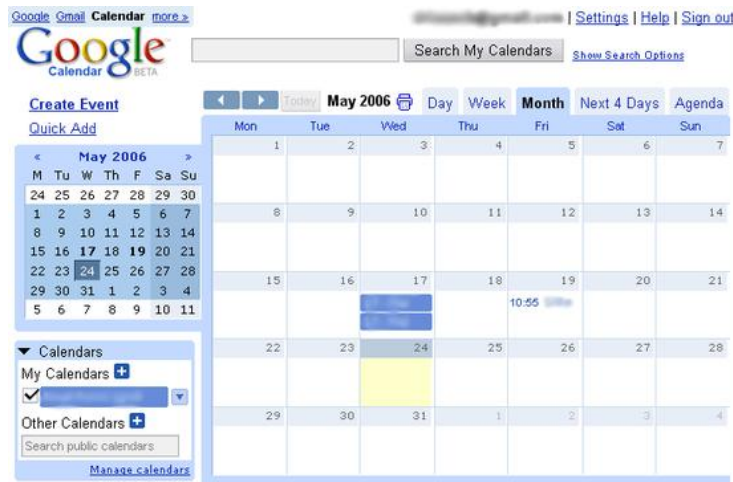 Google Gmail Calendar more »
| Settings | Help | Sign out
Google
Calendar BETA
Search My Calendars
Show Search Options
Create Event
Quick Add
Today May 2006 Day Week Month Next 4 Days Agenda
Mon Tue Wed Thu Fri Sat Sun
« May 2006 »
M Tu W Th F Sa Su
24 25 26 27 28 29 30
1 2 3 4 5 6 7
8 9 10 11 12 13 14
15 16 17 18 19 20 21
22 23 24 25 26 27 28
29 30 31 1 2 3 4
5 6 7 8 9 10 11
1 2 3 4 5 6 7
8 9 10 11 12 13 14
15 16 17 18 19 20 21
10:55
22 23 24 25 26 27 28
29 30 31 1 2 3 4
Calendars
My Calendars +
Other Calendars +
Search public calendars
Manage calendars